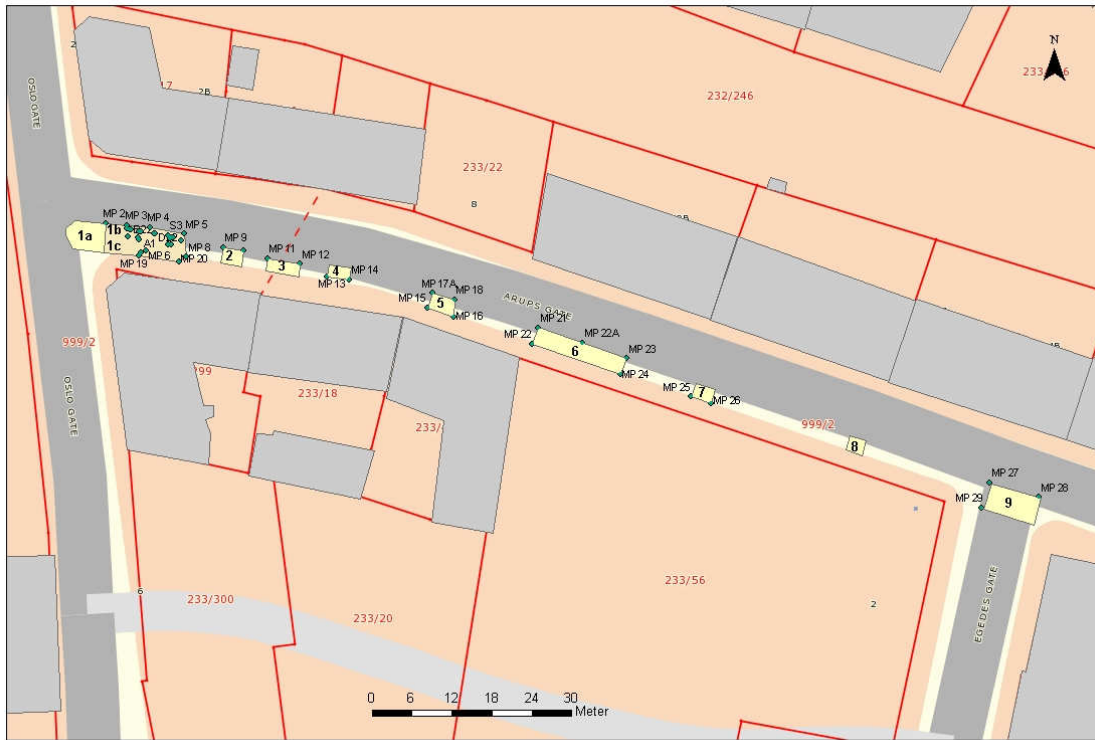 N
2
OSLO GATE
17
2B
233/22
8
232/246
MP 2
MP 3
MP 4
MP 5
S3
1a
1b
1c
A1
MP 6
MP 8
MP 19
MP 20
MP 9
2
MP 11
MP 12
3
MP 13
MP 14
4
MP 17A
MP 18
MP 15
MP 16
5
ARUPS GATE
MP 21
MP 22
MP 22A
MP 23
MP 24
6
MP 25
MP 26
7
999/2
8
MP 27
MP 28
MP 29
9
999/2
OSLO GATE
299
233/18
233/
233/56
2
EGEDES GATE
6
233/300
233/20
0 6 12 18 24 30
Meter